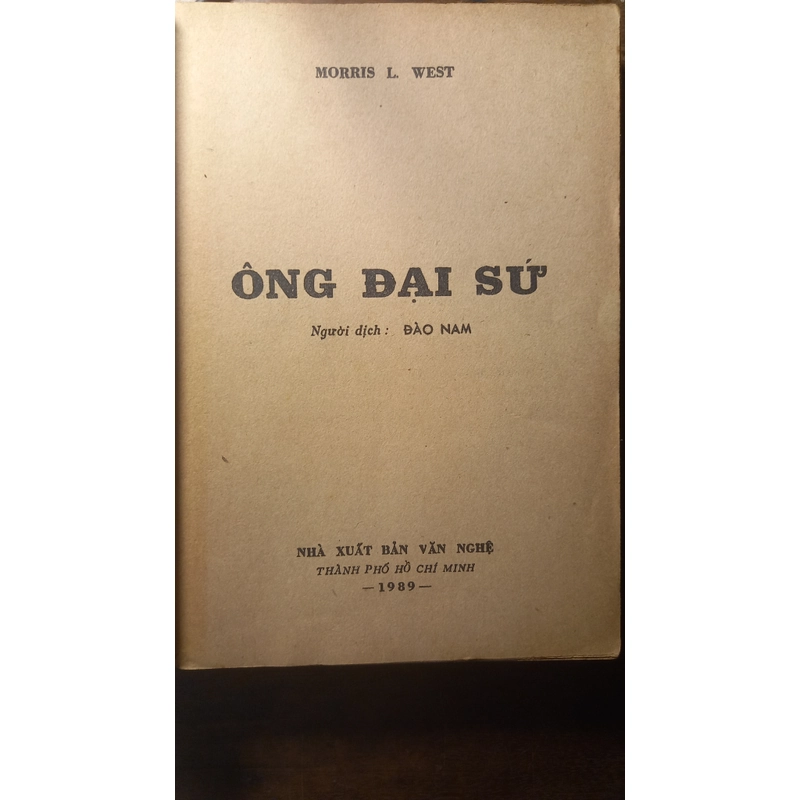 MORRIS L. WEST
ÔNG ĐẠI SỨ
Người dịch : ĐÀO NAM
NHÀ XUẤT BẢN VĂN NGHỆ
THÀNH PHỐ HỒ CHÍ MINH
— 1989 —